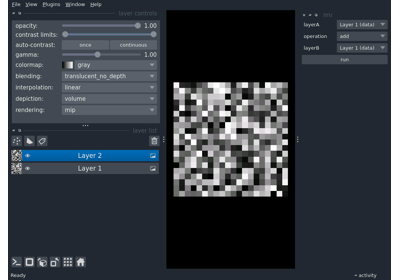 File View Plugins Window Help
layer controls
opacity: 1.00
contrast limits:
auto-contrast: once continuous
gamma: 1.00
colormap: gray
blending: translucent_no_depth
interpolation: linear
depiction: volume
rendering: mip
layer list
Layer 2
Layer 1
layerA Layer 1 (data)
operation add
layerB Layer 1 (data)
run
Ready
activity